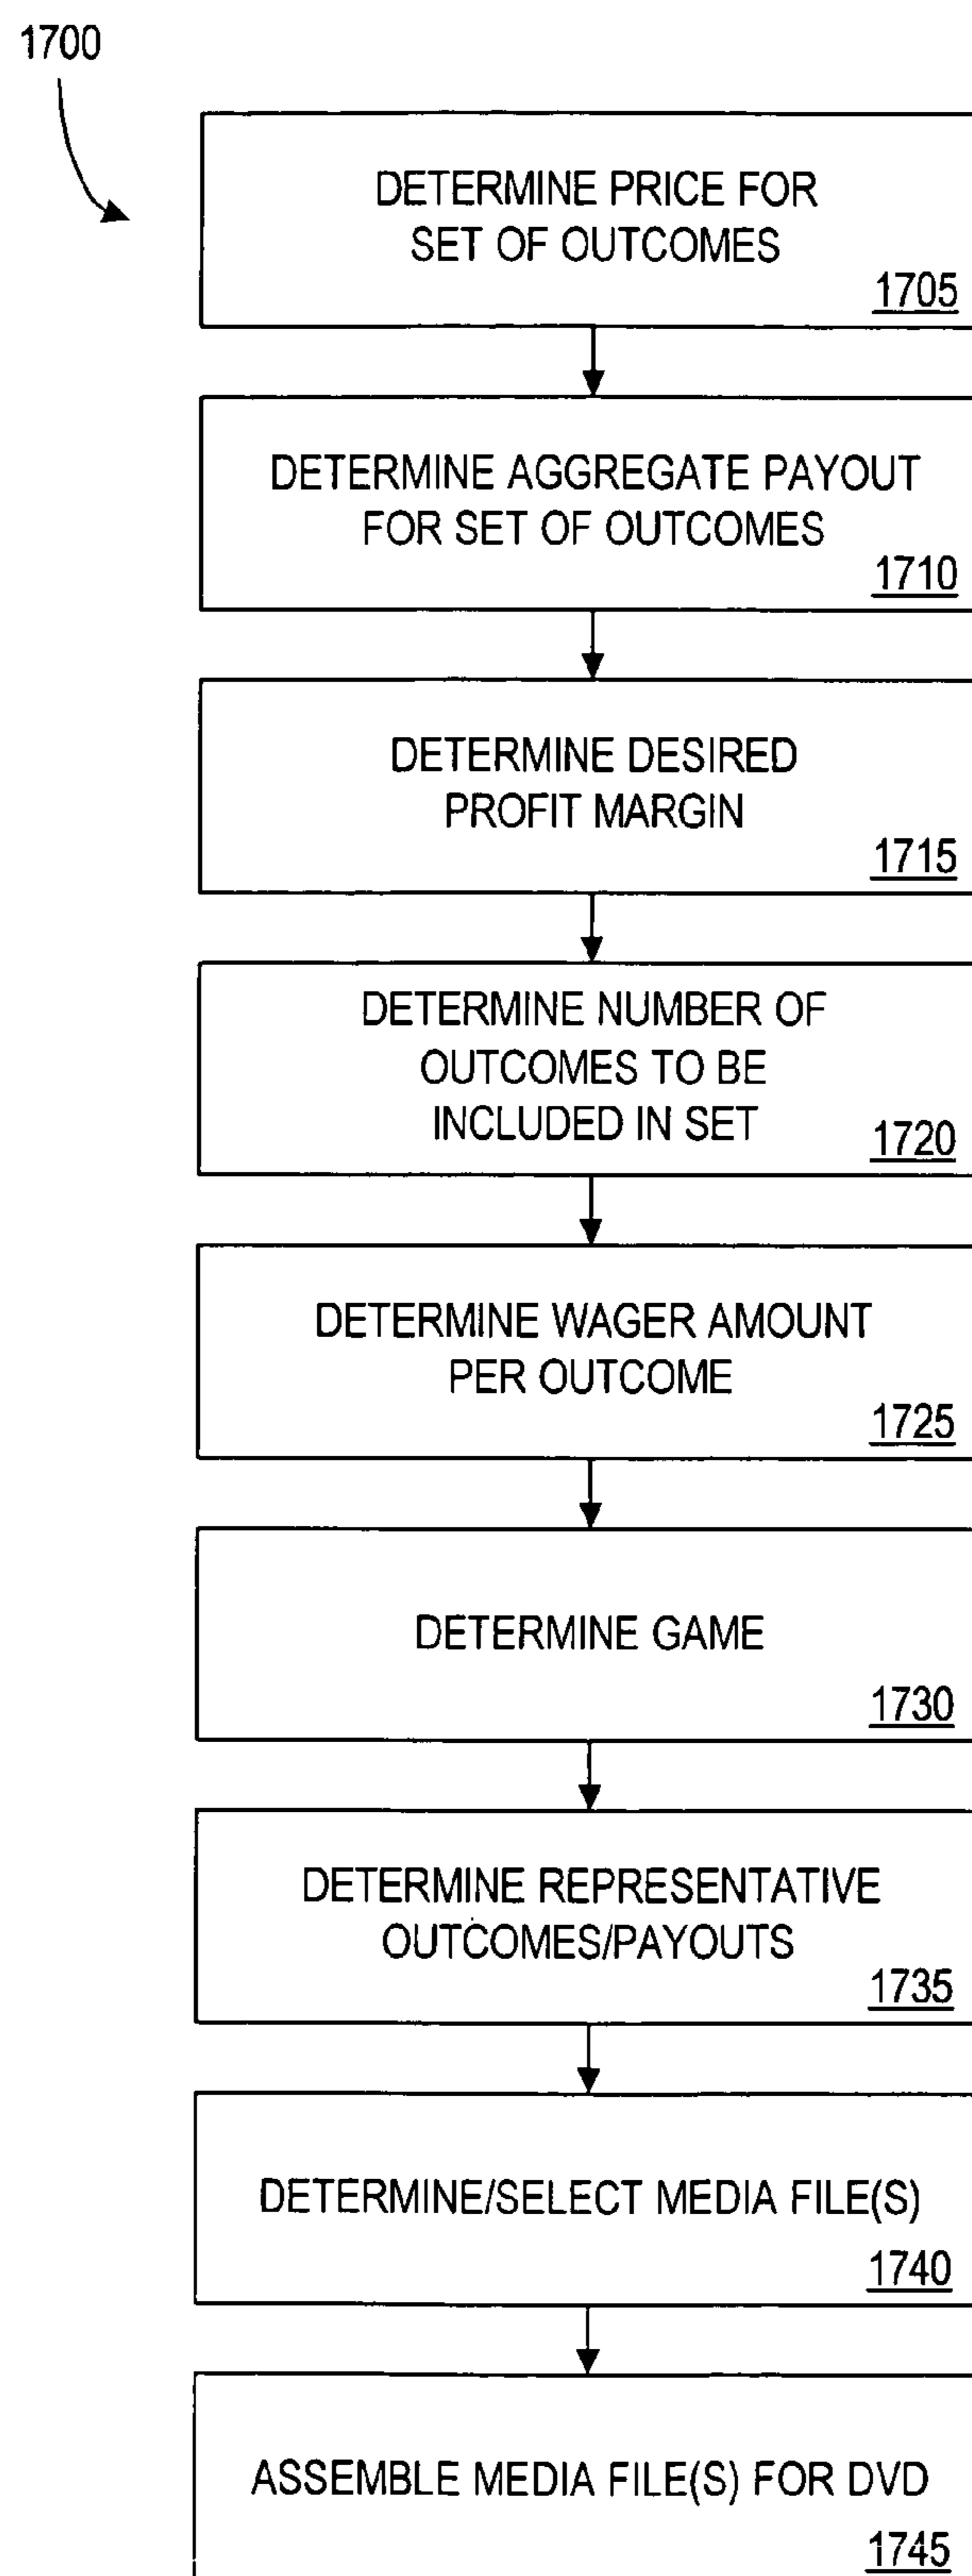 1700
DETERMINE PRICE FOR
SET OF OUTCOMES
1705
DETERMINE AGGREGATE PAYOUT
FOR SET OF OUTCOMES
1710
DETERMINE DESIRED
PROFIT MARGIN
1715
DETERMINE NUMBER OF
OUTCOMES TO BE
INCLUDED IN SET
1720
DETERMINE WAGER AMOUNT
PER OUTCOME
1725
DETERMINE GAME
1730
DETERMINE REPRESENTATIVE
OUTCOMES/PAYOUTS
1735
DETERMINE/SELECT MEDIA FILE(S)
1740
ASSEMBLE MEDIA FILE(S) FOR DVD
1745